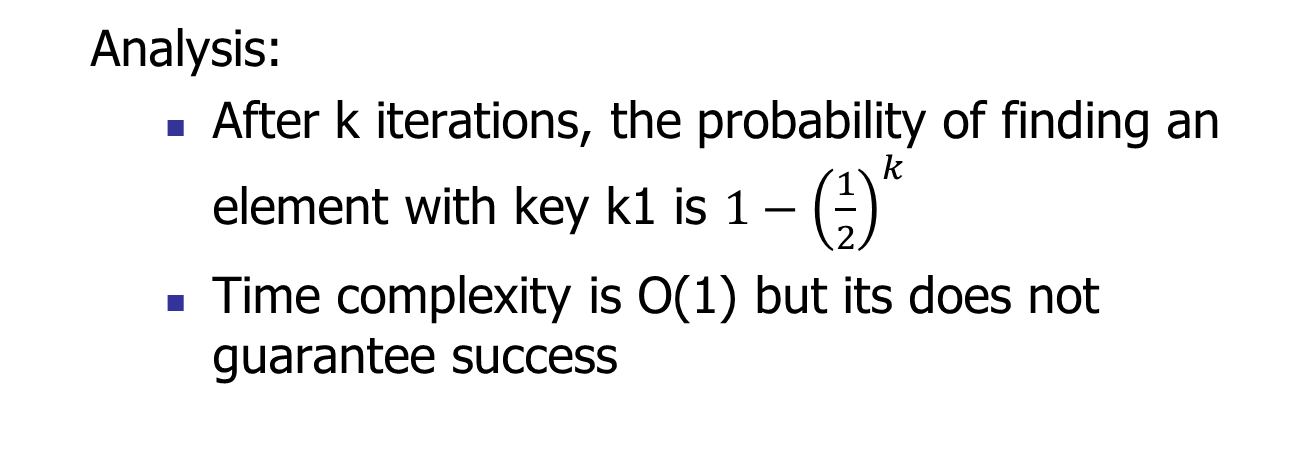 Analysis:
▪ After k iterations, the probability of finding an
element with key k1 is 1 − (1/2)^k
▪ Time complexity is O(1) but its does not
guarantee success